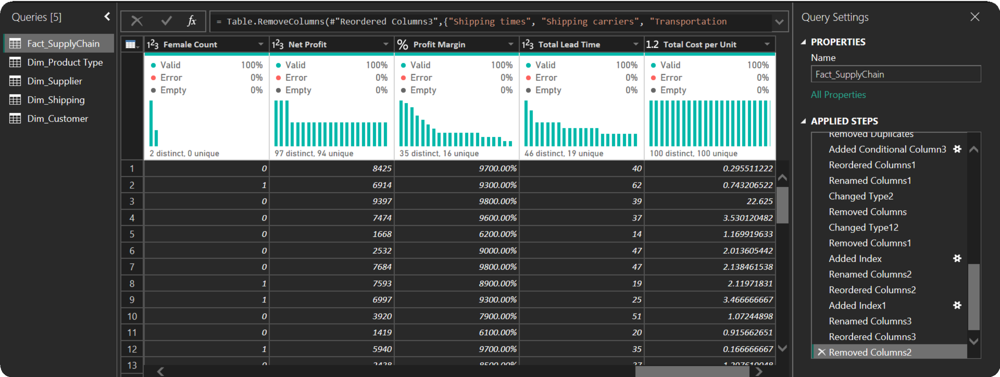 Queries [5]
Fact_SupplyChain
Dim_Product Type
Dim_Supplier
Dim_Shipping
Dim_Customer
fx
= Table.RemoveColumns(#"Reordered Columns3",{"Shipping times", "Shipping carriers", "Transportation
1²3 Female Count 1²3 Net Profit % Profit Margin 1²3 Total Lead Time 1.2 Total Cost per Unit
Valid 100% Valid 100% Valid 100% Valid 100% Valid 100%
Error 0% Error 0% Error 0% Error 0% Error 0%
Empty 0% Empty 0% Empty 0% Empty 0% Empty 0%
2 distinct, 0 unique 97 distinct, 94 unique 35 distinct, 16 unique 46 distinct, 19 unique 100 distinct, 100 unique
1 0 8425 9700.00% 40 0.295511222
2 1 6914 9300.00% 62 0.743206522
3 0 9397 9800.00% 39 22.625
4 0 7474 9600.00% 37 3.530120482
5 0 1668 6200.00% 14 1.169919633
6 0 2532 9000.00% 47 2.013605442
7 0 7684 9800.00% 47 2.138461538
8 1 7593 8900.00% 19 2.11971831
9 1 6997 9300.00% 25 3.466666667
10 0 3920 7900.00% 51 1.07244898
11 0 1419 6100.00% 20 0.915662651
12 1 5940 9700.00% 35 0.166666667
13 0 2438 8500.00% 37
Query Settings
PROPERTIES
Name
Fact_SupplyChain
All Properties
APPLIED STEPS
Removed Duplicates
Added Conditional Column3
Reordered Columns1
Renamed Columns1
Changed Type2
Removed Columns
Changed Type12
Removed Columns1
Added Index
Renamed Columns2
Reordered Columns2
Added Index1
Renamed Columns3
Reordered Columns3
Removed Columns2